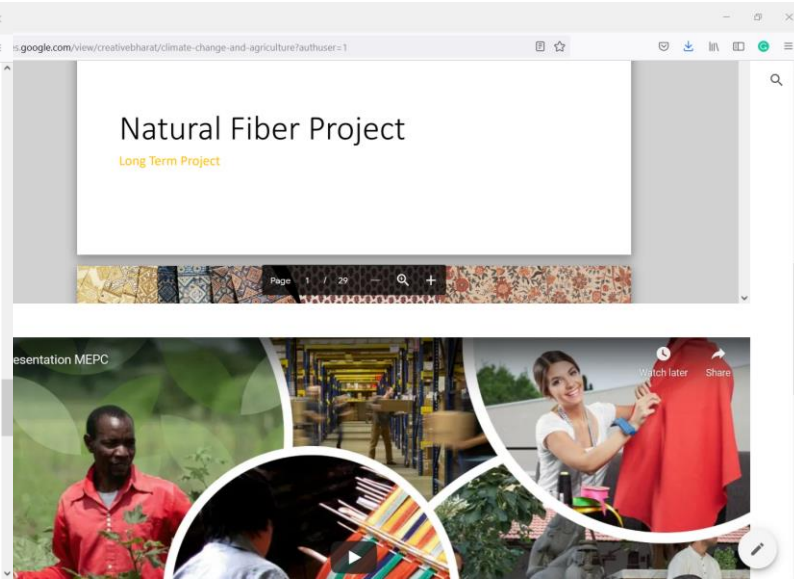 s.google.com/view/creativebharat/climate-change-and-agriculture?authuser=1
Natural Fiber Project
Long Term Project
Page 1 / 29
esentation MEPC
Watch later
Share